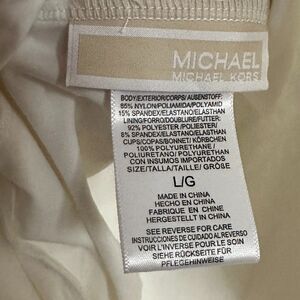 MICHAEL
MICHAEL KORS
BODY/EXTERIOR/CORPS/AUßENSTOFF:
85% NYLON/POLIAMIDA/POLYAMID
15% SPANDEX/ELASTANO/ELASTHAN
LINING/FORRO/DOUBLURE/FUTTER:
92% POLYESTER/POLIESTER/
8% SPANDEX/ELASTANO/ELASTHAN
CUPS/COPAS/BONNET/ KÖRBCHEN
100% POLYURETHANE/
POLIURETANO/ POLYURETHAN
CON INSUMOS IMPORTADOS
SIZE/TALLA/TAILLE/ GRÖßE
L/G
MADE IN CHINA
HECHO EN CHINA
FABRIQUE EN CHINE
HERGESTELLT IN CHINA
SEE REVERSE FOR CARE
INSTRUCCIONES DE CUIDADO AL REVERSO
VOIR L'INVERSE POUR LE SOIN
SIEHE RÜCKSEITE FÜR
PFLEGEHINWEISE